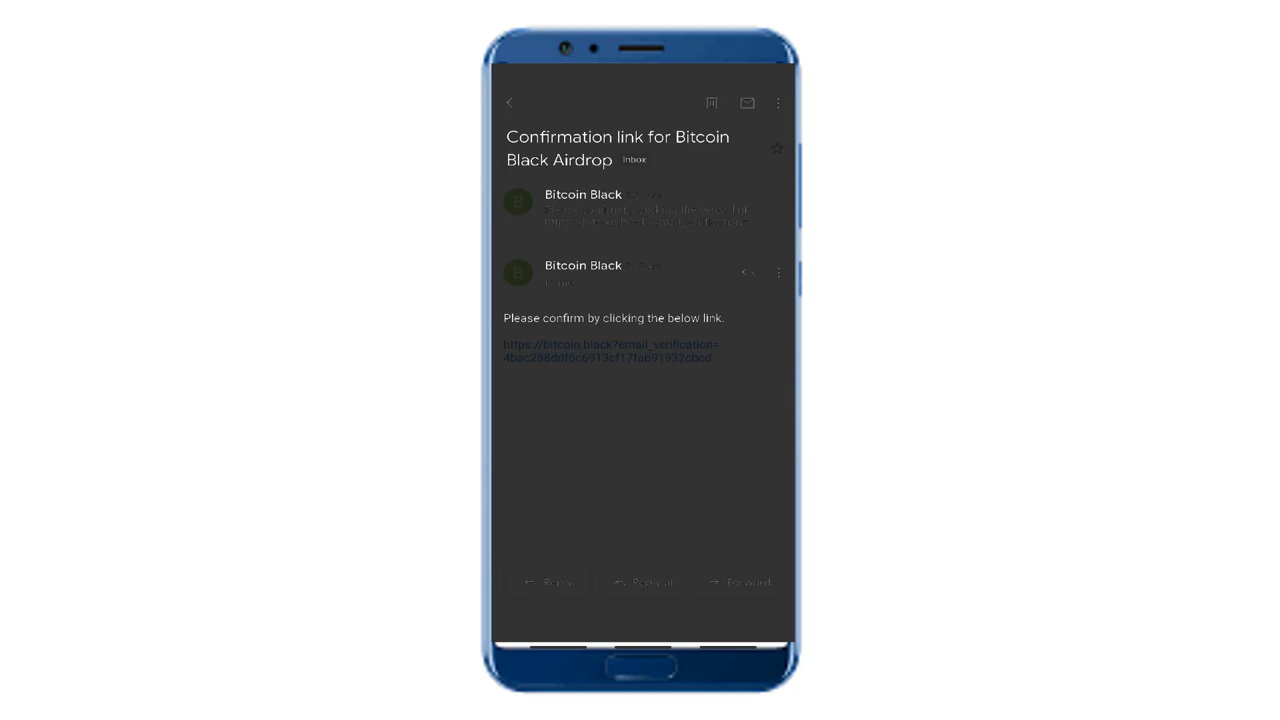 Confirmation link for Bitcoin
Black Airdrop Inbox
B
Bitcoin Black
B
Bitcoin Black
Please confirm by clicking the below link.
https://bitcoin.black?email_verification=
4bac288ddf6c6913cf17fab91932cbcd
Reply
Reply all
Forward